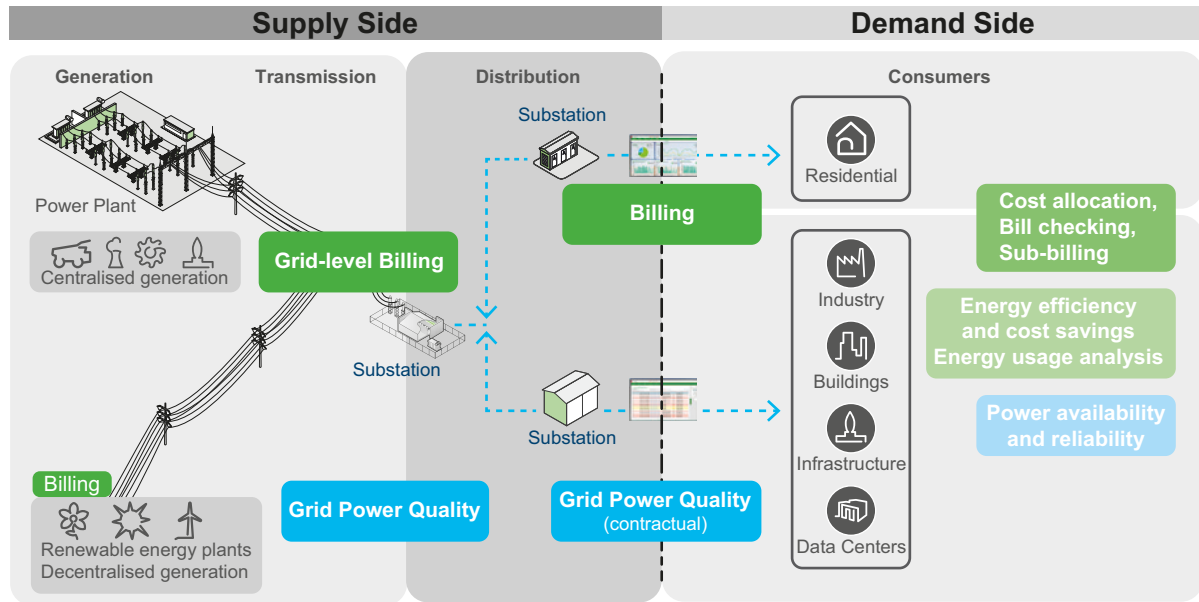 Supply Side
Demand Side
Generation
Transmission
Distribution
Consumers
Power Plant
Centralised generation
Grid-level Billing
Substation
Substation
Billing
Residential
Cost allocation,
Bill checking,
Sub-billing
Industry
Energy efficiency
and cost savings
Energy usage analysis
Buildings
Substation
Power availability
and reliability
Infrastructure
Billing
Renewable energy plants
Decentralised generation
Grid Power Quality
Grid Power Quality
(contractual)
Data Centers